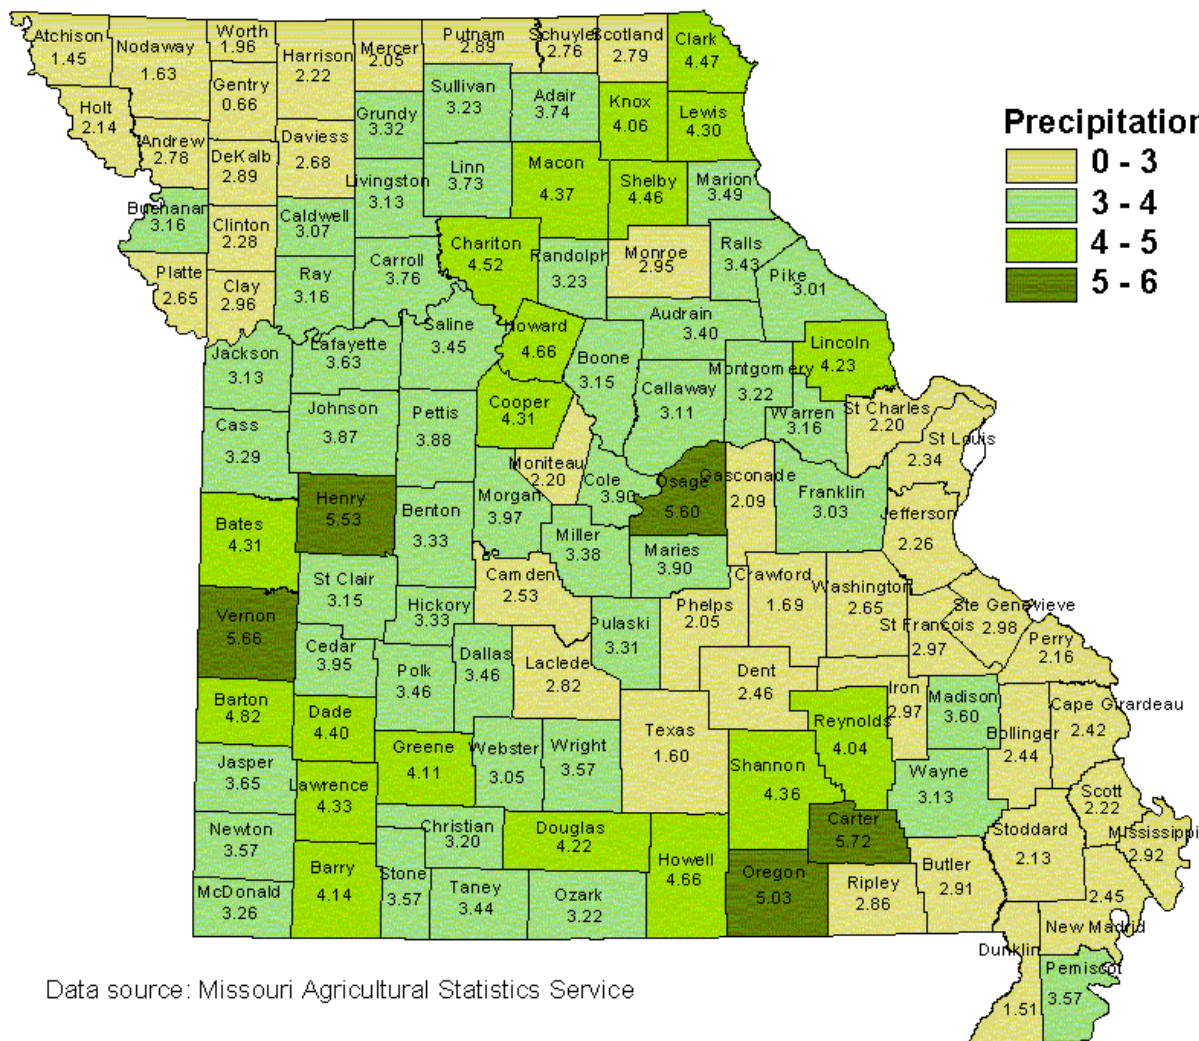 Atchison
1.45
Nodaway
1.63
Worth
1.96
Harrison
2.22
Mercer
2.05
Putnam
2.89
Schuyle
2.76
Scotland
2.79
Clark
4.47
Holt
2.14
Gentry
0.66
Andrew
2.78
DeKalb
2.89
Daviess
2.68
Grundy
3.32
Sullivan
3.23
Adair
3.74
Knox
4.06
Lewis
4.30
Livingston
3.13
Linn
3.73
Macon
4.37
Shelby
4.46
Marion
3.49
Buchanan
3.16
Clinton
2.28
Caldwell
3.07
Platte
2.65
Clay
2.96
Ray
3.16
Carroll
3.76
Chariton
4.52
Randolph
3.23
Monroe
2.95
Ralls
3.43
Pike
3.01
Jackson
3.13
Lafayette
3.63
Saline
3.45
Howard
4.66
Boone
3.15
Audrain
3.40
Callaway
3.11
Montgomery
3.22
Lincoln
4.23
Warren
3.16
St Charles
2.20
St Louis
2.34
Cass
3.29
Johnson
3.87
Pettis
3.88
Cooper
4.31
Moniteau
2.20
Cole
3.90
Osage
5.60
Gasconade
2.09
Franklin
3.03
Jefferson
2.26
Bates
4.31
Henry
5.53
Benton
3.33
Morgan
3.97
Miller
3.38
Maries
3.90
Vernon
5.66
St Clair
3.15
Hickory
3.33
Camden
2.53
Pulaski
3.31
Phelps
2.05
Crawford
1.69
Washington
2.65
Ste Genevieve
2.98
St Francois
2.97
Perry
2.16
Cedar
3.95
Polk
3.46
Dallas
3.46
Laclede
2.82
Dent
2.46
Iron
2.97
Madison
3.60
Bollinger
2.44
Cape Girardeau
2.42
Barton
4.82
Dade
4.40
Greene
4.11
Webster
3.05
Wright
3.57
Texas
1.60
Shannon
4.36
Reynolds
4.04
Wayne
3.13
Scott
2.22
Mississippi
2.92
Jasper
3.65
Lawrence
4.33
Newton
3.57
Christian
3.20
Douglas
4.22
Howell
4.66
Carter
5.72
Stoddard
2.13
McDonald
3.26
Barry
4.14
Stone
3.57
Taney
3.44
Ozark
3.22
Oregon
5.03
Ripley
2.86
Butler
2.91
2.45
New Madrid
Dunklin
1.51
Pemiscot
3.57
Precipitation
0 - 3
3 - 4
4 - 5
5 - 6
Data source: Missouri Agricultural Statistics Service